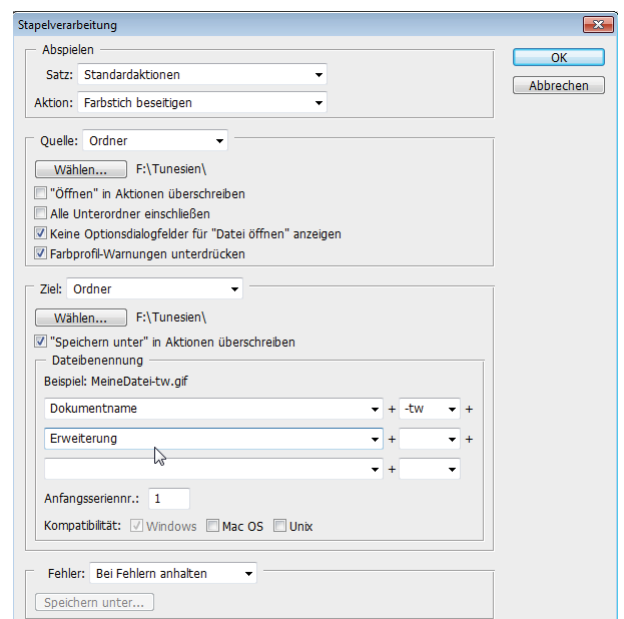 Stapelverarbeitung
Abspielen
Satz: Standardaktionen
Aktion: Farbstich beseitigen
OK
Abbrechen
Quelle: Ordner
Wählen... F:\Tunesien\
"Öffnen" in Aktionen überschreiben
Alle Unterordner einschließen
Keine Optionsdialogfelder für "Datei öffnen" anzeigen
Farbprofil-Warnungen unterdrücken
Ziel: Ordner
Wählen... F:\Tunesien\
"Speichern unter" in Aktionen überschreiben
Dateibenennung
Beispiel: MeineDatei-tw.gif
Dokumentname + -tw +
Erweiterung + +
+
Anfangsseriennr.: 1
Kompatibilität: Windows Mac OS Unix
Fehler: Bei Fehlern anhalten
Speichern unter...